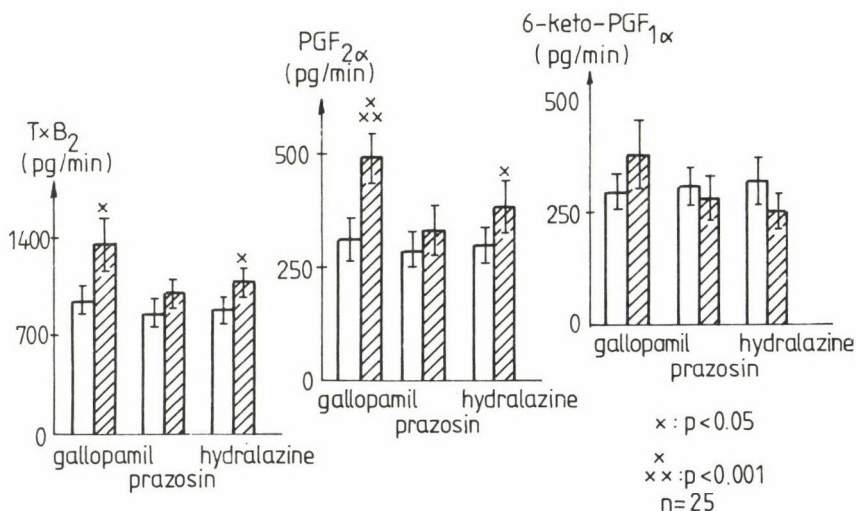 TxB₂
(pg/min)
1400
700
0
gallopamil
prazosin
hydralazine
×
×
PGF₂α
(pg/min)
500
250
0
gallopamil
prazosin
hydralazine
×
××
×
6-keto-PGF₁α
(pg/min)
500
250
0
gallopamil
prazosin
hydralazine
×: p<0.05
×
××: p<0.001
n=25